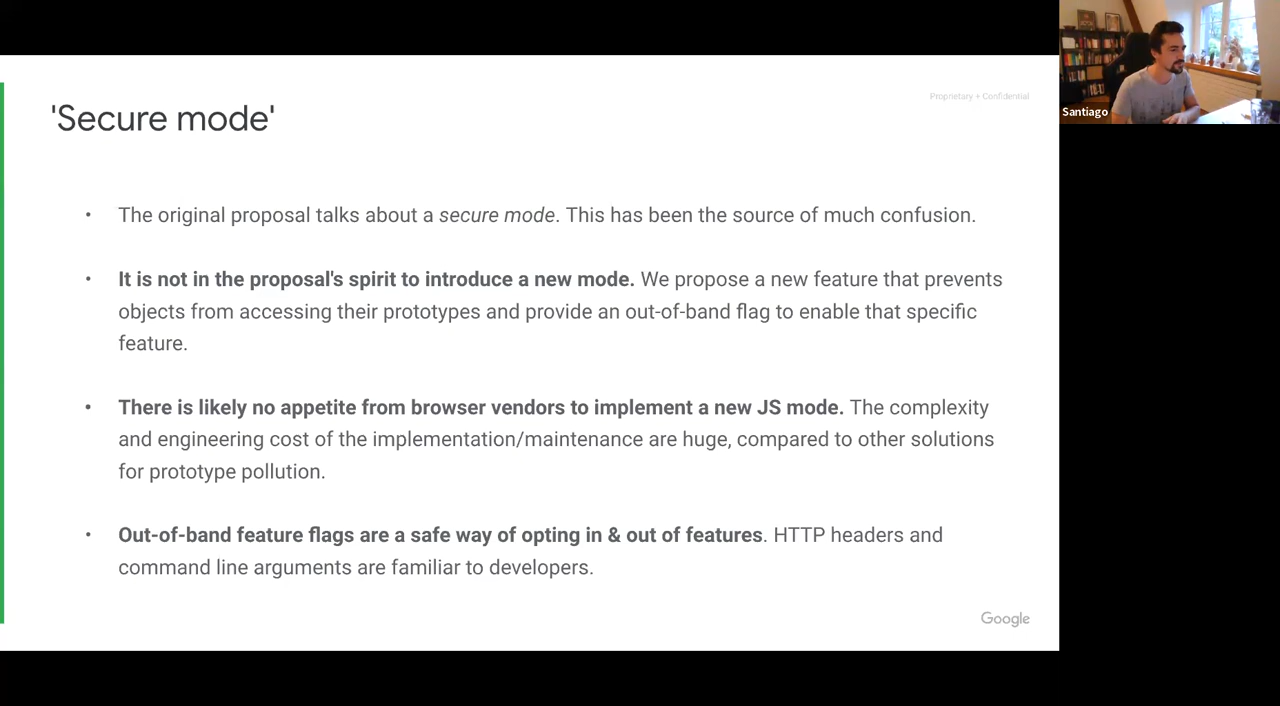 Proprietary + Confidential
'Secure mode'
• The original proposal talks about a secure mode. This has been the source of much confusion.
• It is not in the proposal's spirit to introduce a new mode. We propose a new feature that prevents
objects from accessing their prototypes and provide an out-of-band flag to enable that specific
feature.
• There is likely no appetite from browser vendors to implement a new JS mode. The complexity
and engineering cost of the implementation/maintenance are huge, compared to other solutions
for prototype pollution.
• Out-of-band feature flags are a safe way of opting in & out of features. HTTP headers and
command line arguments are familiar to developers.
Google
Santiago